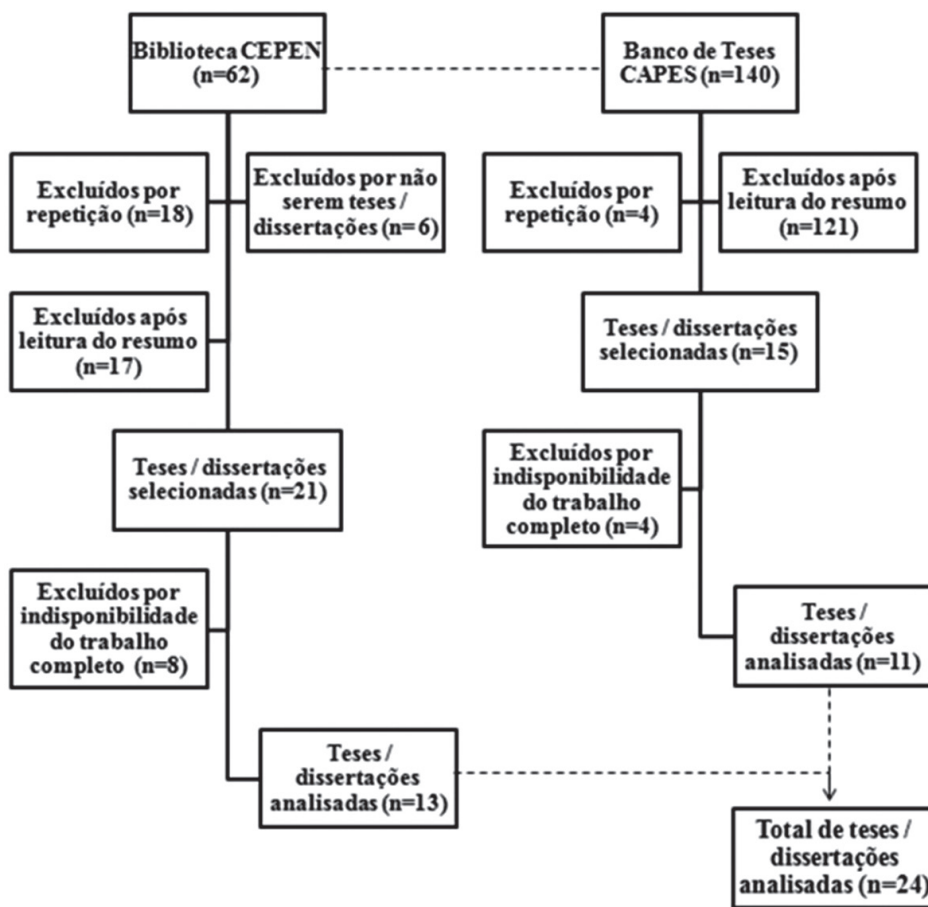 Biblioteca CEPEN
(n=62)
Banco de Teses
CAPES (n=140)
Excluídos por
repetição (n=18)
Excluídos por não
serem teses /
dissertações (n= 6)
Excluídos por
repetição (n=4)
Excluídos após
leitura do resumo
(n=121)
Excluídos após
leitura do resumo
(n=17)
Teses / dissertações
selecionadas (n=15)
Teses / dissertações
selecionadas (n=21)
Excluídos por
indisponibilidade
do trabalho
completo (n=4)
Excluídos por
indisponibilidade
do trabalho
completo (n=8)
Teses /
dissertações
analisadas (n=11)
Teses /
dissertações
analisadas (n=13)
Total de teses /
dissertações
analisadas (n=24)